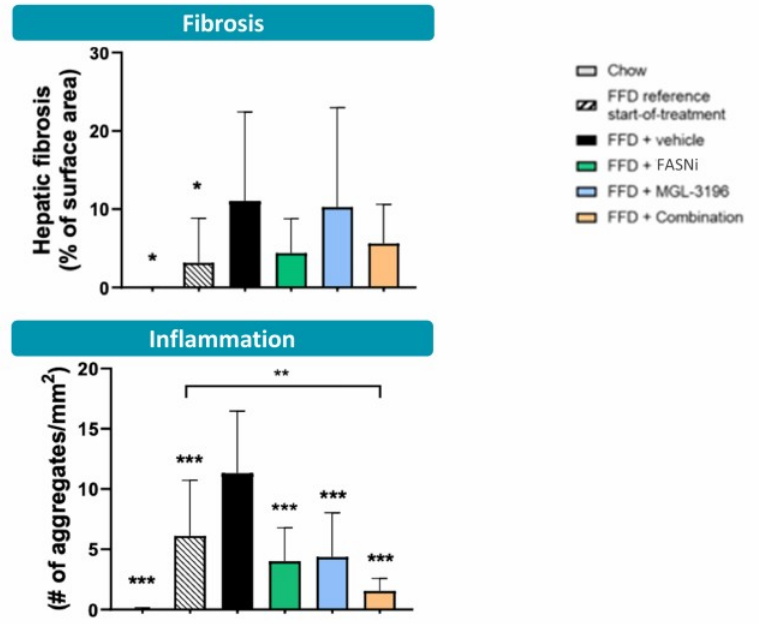 Fibrosis
Hepatic fibrosis
(% of surface area)
30
20
10
0
*
*
Chow
FFD reference
start-of-treatment
FFD + vehicle
FFD + FASNi
FFD + MGL-3196
FFD + Combination
Inflammation
(# of aggregates/mm²)
20
15
10
5
0
**
***
***
***
***
***